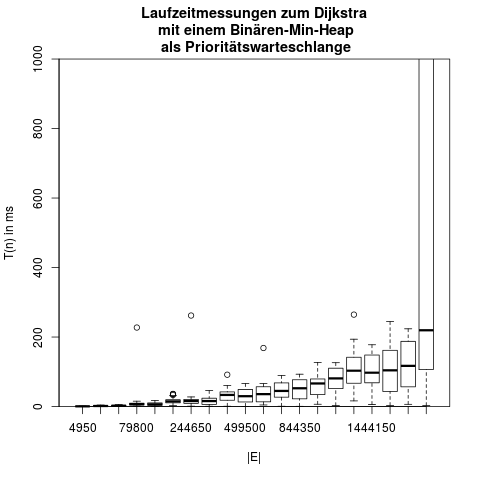 Laufzeitmessungen zum Dijkstra
mit einem Binären-Min-Heap
als Prioritätswarteschlange
1000
800
600
400
200
0
T(n) in ms
4950 79800 244650 499500 844350 1444150
|E|